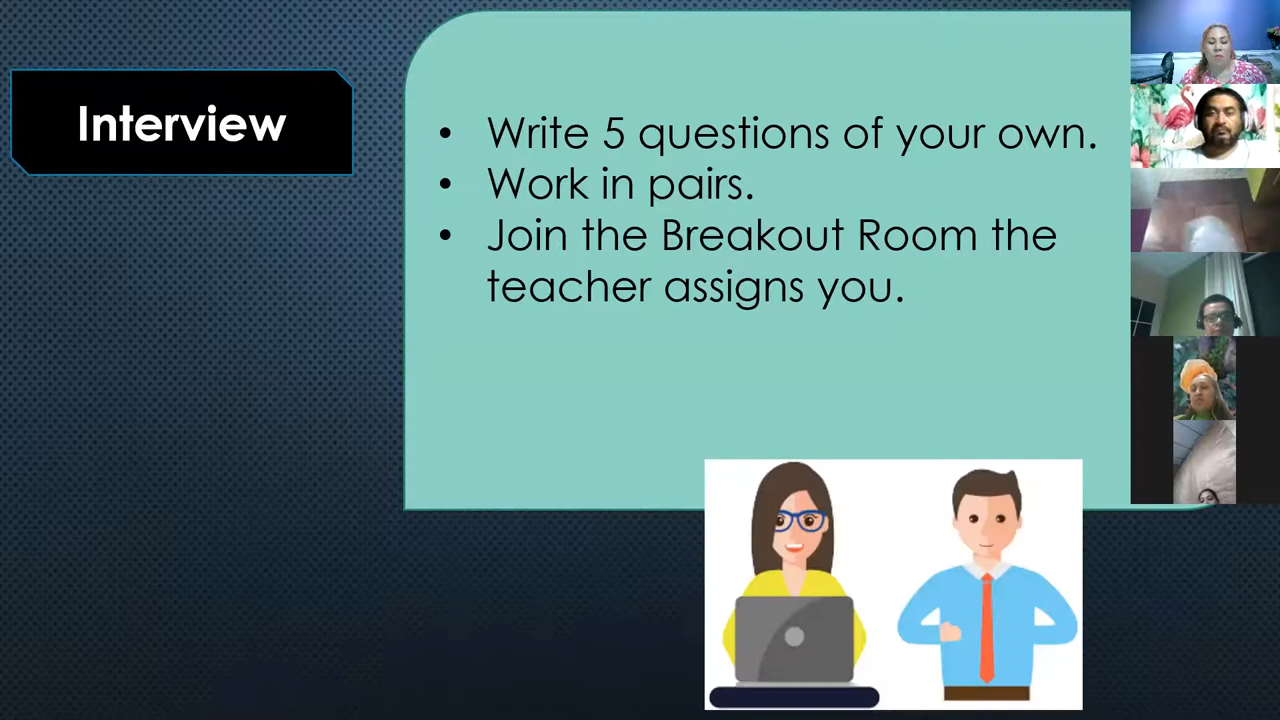 Interview
• Write 5 questions of your own.
• Work in pairs.
• Join the Breakout Room the
teacher assigns you.